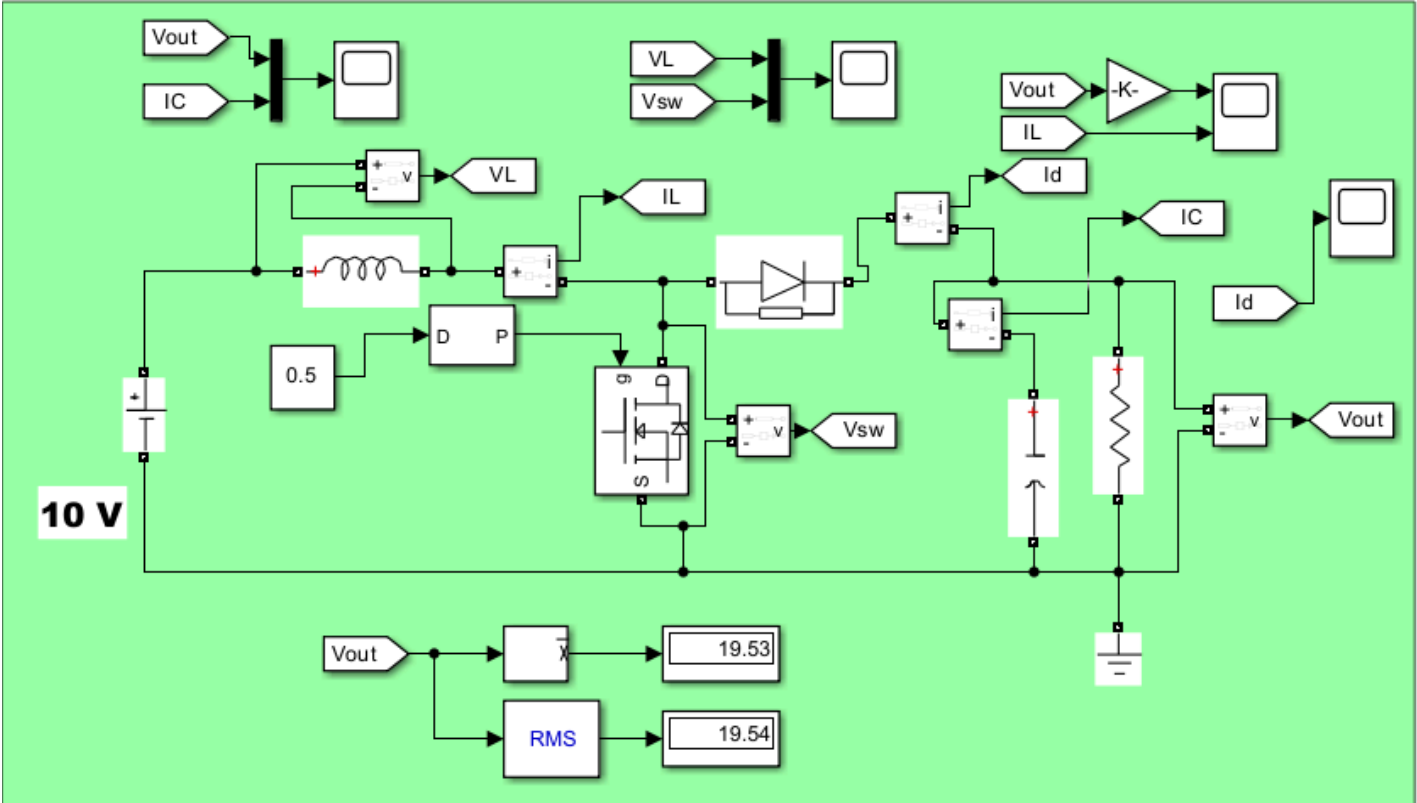 Vout
IC
VL
Vsw
Vout
-K-
IL
+
-
v
VL
IL
Id
IC
+
i
-
+
i
-
+
i
-
Id
0.5
D
P
g
D
S
+
-
v
Vsw
+
-
v
Vout
+
+
+
+
10 V
Vout
x
19.53
RMS
19.54